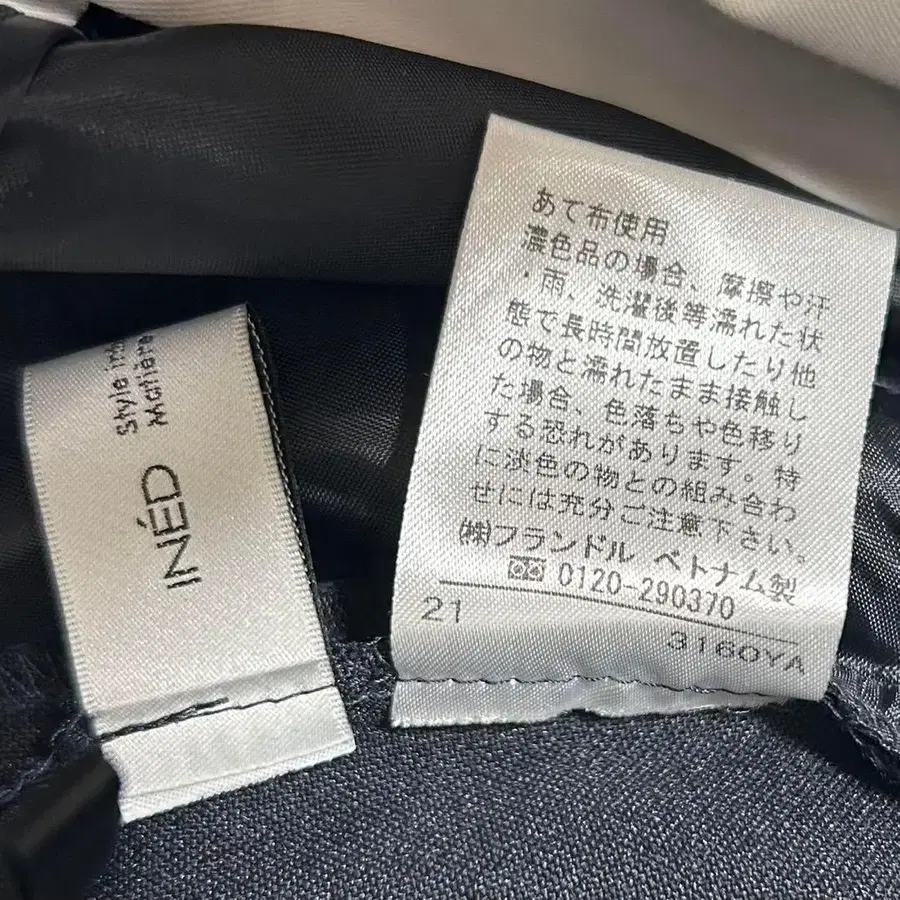 Style
Matière
INÉD
あて布使用
濃色品の場合、摩擦や汗
・雨、洗濯後等濡れた状
態で長時間放置したり他
の物と濡れたまま接触し
た場合、色落ちや色移り
する恐れがあります。特
に淡色の物との組み合わ
せには充分ご注意下さい。
㈱フランドル ベトナム製
0120-290370
21
3160YA